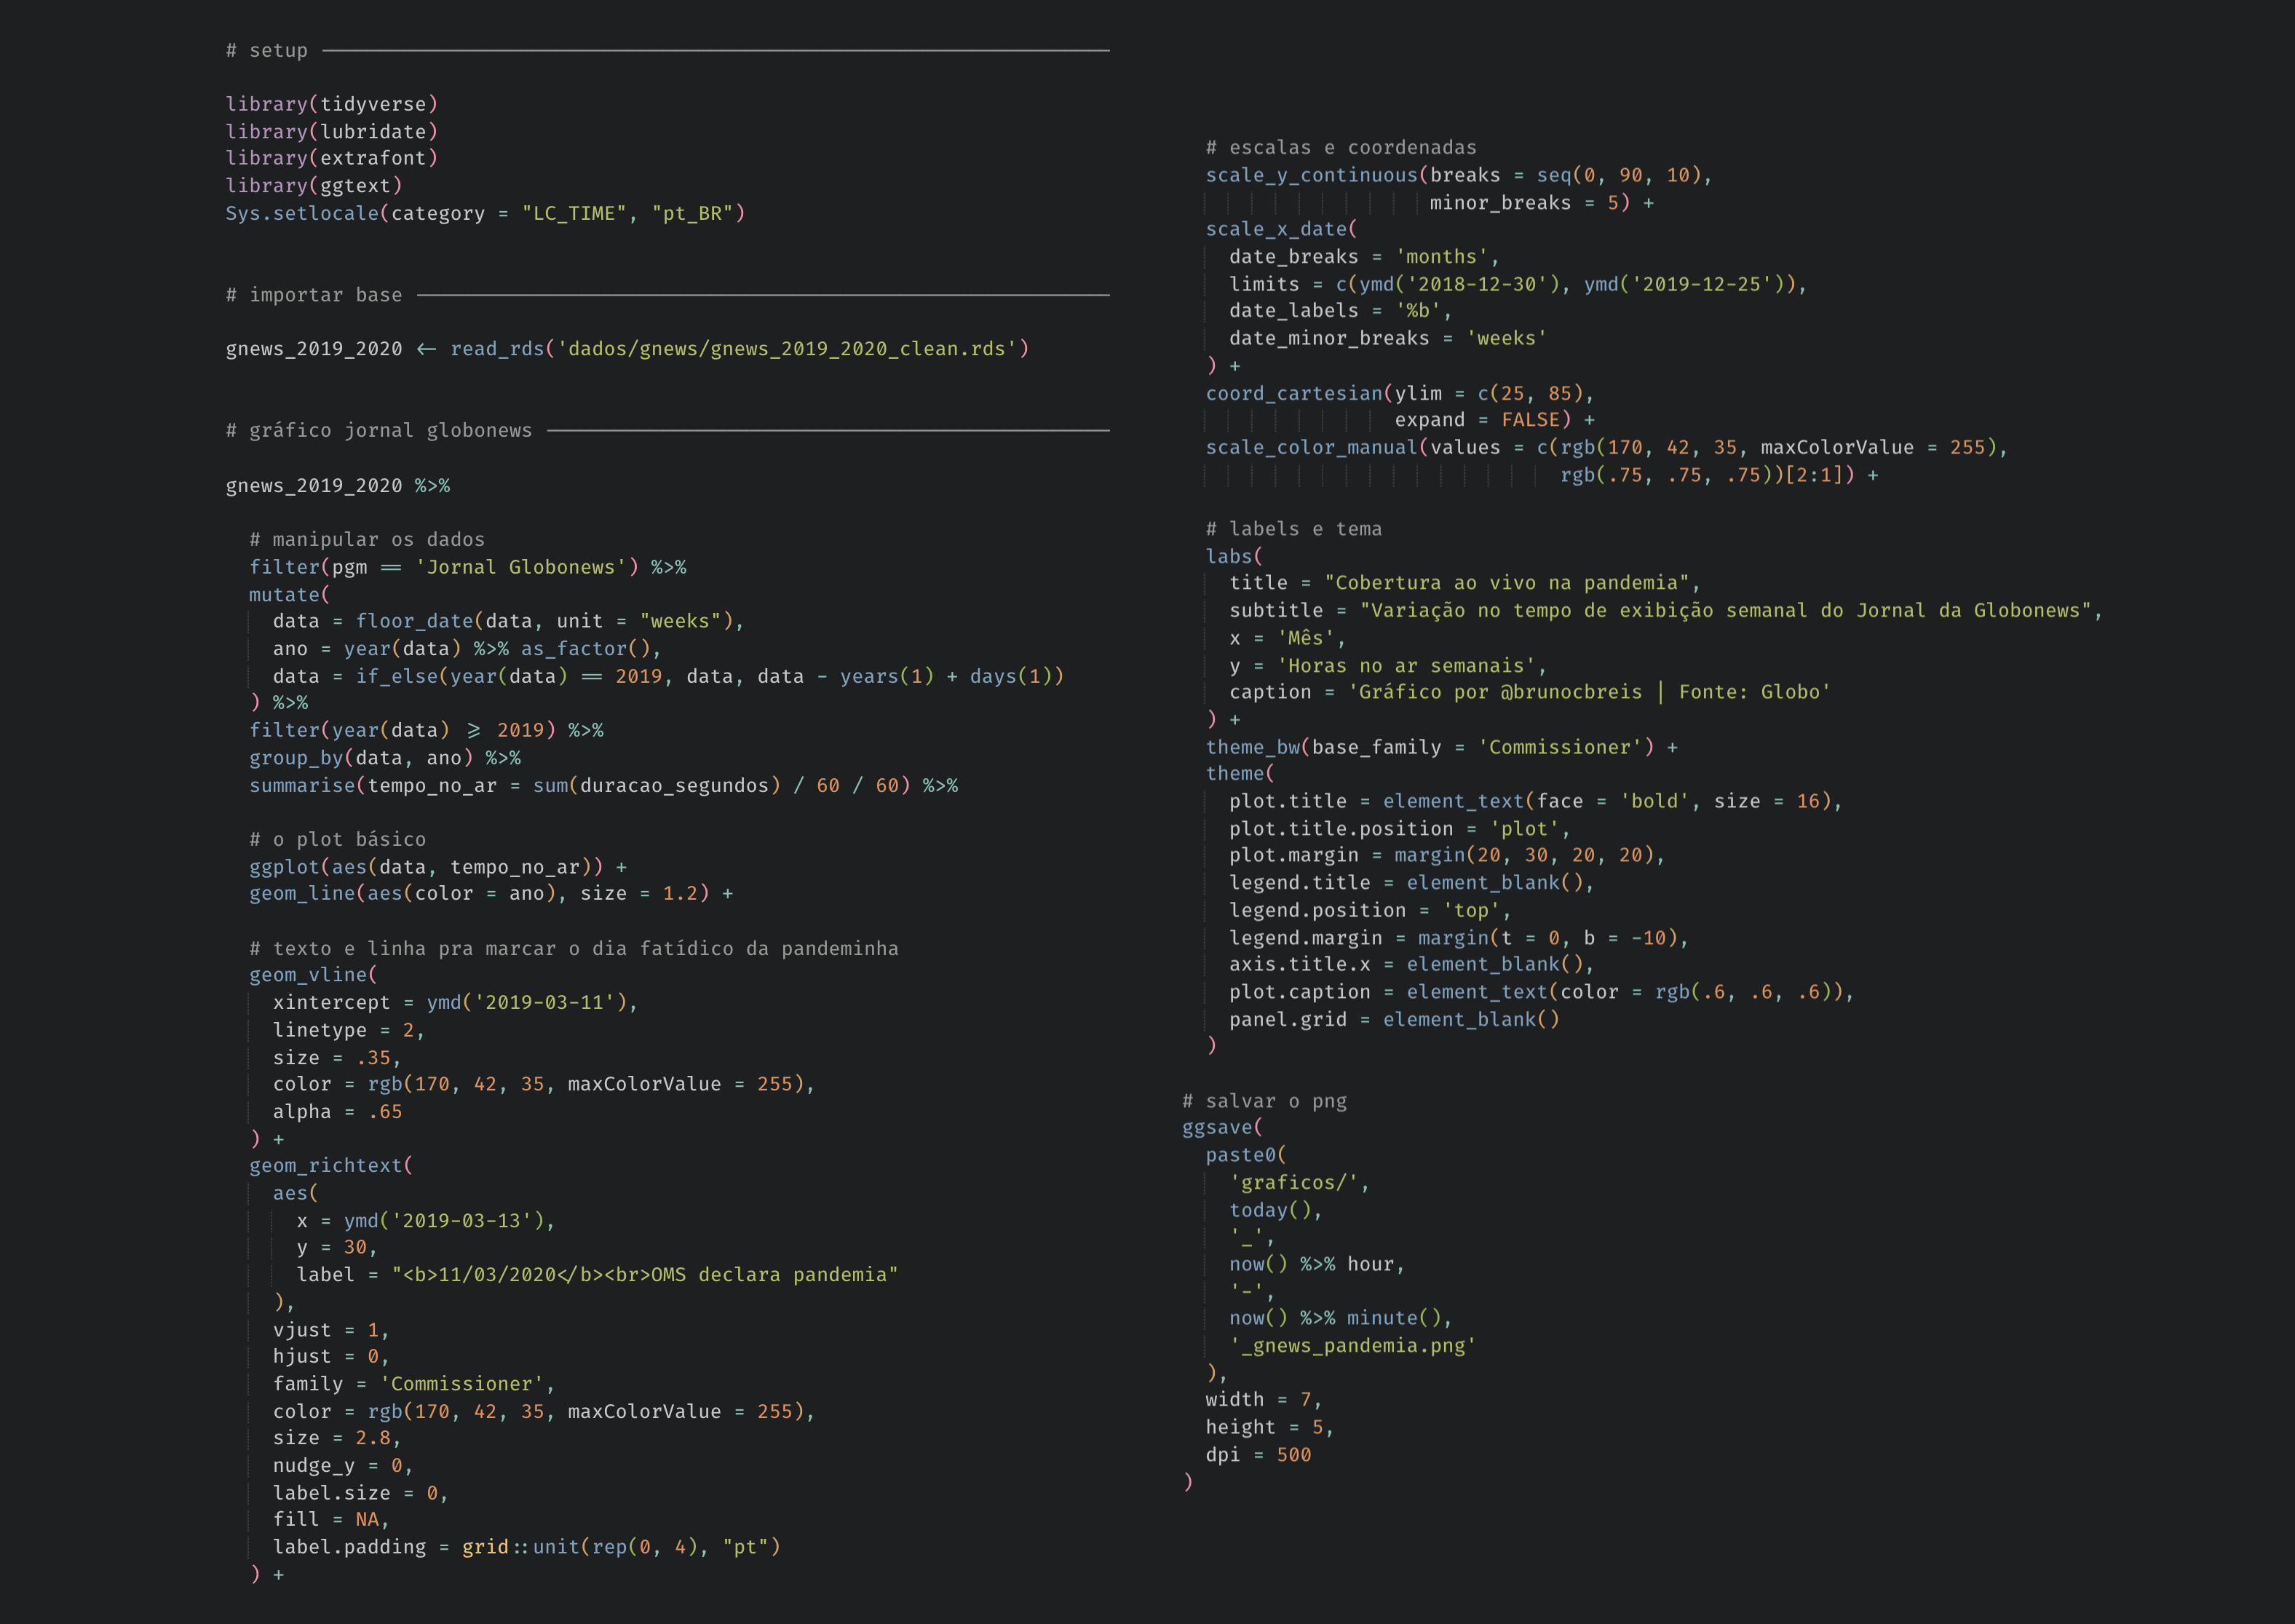 # setup ────────────────────────────────
library(tidyverse)
library(lubridate)
library(extrafont)
library(ggtext)
Sys.setlocale(category = "LC_TIME", "pt_BR")
# importar base ────────────────────────────────
gnews_2019_2020 <- read_rds('dados/gnews/gnews_2019_2020_clean.rds')
# gráfico jornal globonews ────────────────────────────────
gnews_2019_2020 %>%
  # manipular os dados
  filter(pgm == 'Jornal Globonews') %>%
  mutate(
    data = floor_date(data, unit = "weeks"),
    ano = year(data) %>% as_factor(),
    data = if_else(year(data) == 2019, data, data - years(1) + days(1))
  ) %>%
  filter(year(data) >= 2019) %>%
  group_by(data, ano) %>%
  summarise(tempo_no_ar = sum(duracao_segundos) / 60 / 60) %>%
  # o plot básico
  ggplot(aes(data, tempo_no_ar)) +
  geom_line(aes(color = ano), size = 1.2) +
  # texto e linha pra marcar o dia fatídico da pandeminha
  geom_vline(
    xintercept = ymd('2019-03-11'),
    linetype = 2,
    size = .35,
    color = rgb(170, 42, 35, maxColorValue = 255),
    alpha = .65
  ) +
  geom_richtext(
    aes(
      x = ymd('2019-03-13'),
      y = 30,
      label = "<b>11/03/2020</b><br>OMS declara pandemia"
    ),
    vjust = 1,
    hjust = 0,
    family = 'Commissioner',
    color = rgb(170, 42, 35, maxColorValue = 255),
    size = 2.8,
    nudge_y = 0,
    label.size = 0,
    fill = NA,
    label.padding = grid::unit(rep(0, 4), "pt")
  ) +
  # escalas e coordenadas
  scale_y_continuous(breaks = seq(0, 90, 10),
                     minor_breaks = 5) +
  scale_x_date(
    date_breaks = 'months',
    limits = c(ymd('2018-12-30'), ymd('2019-12-25')),
    date_labels = '%b',
    date_minor_breaks = 'weeks'
  ) +
  coord_cartesian(ylim = c(25, 85),
                  expand = FALSE) +
  scale_color_manual(values = c(rgb(170, 42, 35, maxColorValue = 255),
                                rgb(.75, .75, .75))[2:1]) +
  # labels e tema
  labs(
    title = "Cobertura ao vivo na pandemia",
    subtitle = "Variação no tempo de exibição semanal do Jornal da Globonews",
    x = 'Mês',
    y = 'Horas no ar semanais',
    caption = 'Gráfico por @brunocbreis | Fonte: Globo'
  ) +
  theme_bw(base_family = 'Commissioner') +
  theme(
    plot.title = element_text(face = 'bold', size = 16),
    plot.title.position = 'plot',
    plot.margin = margin(20, 30, 20, 20),
    legend.title = element_blank(),
    legend.position = 'top',
    legend.margin = margin(t = 0, b = -10),
    axis.title.x = element_blank(),
    plot.caption = element_text(color = rgb(.6, .6, .6)),
    panel.grid = element_blank()
  )
# salvar o png
ggsave(
  paste0(
    'graficos/',
    today(),
    '_',
    now() %>% hour,
    '-',
    now() %>% minute(),
    '_gnews_pandemia.png'
  ),
  width = 7,
  height = 5,
  dpi = 500
)